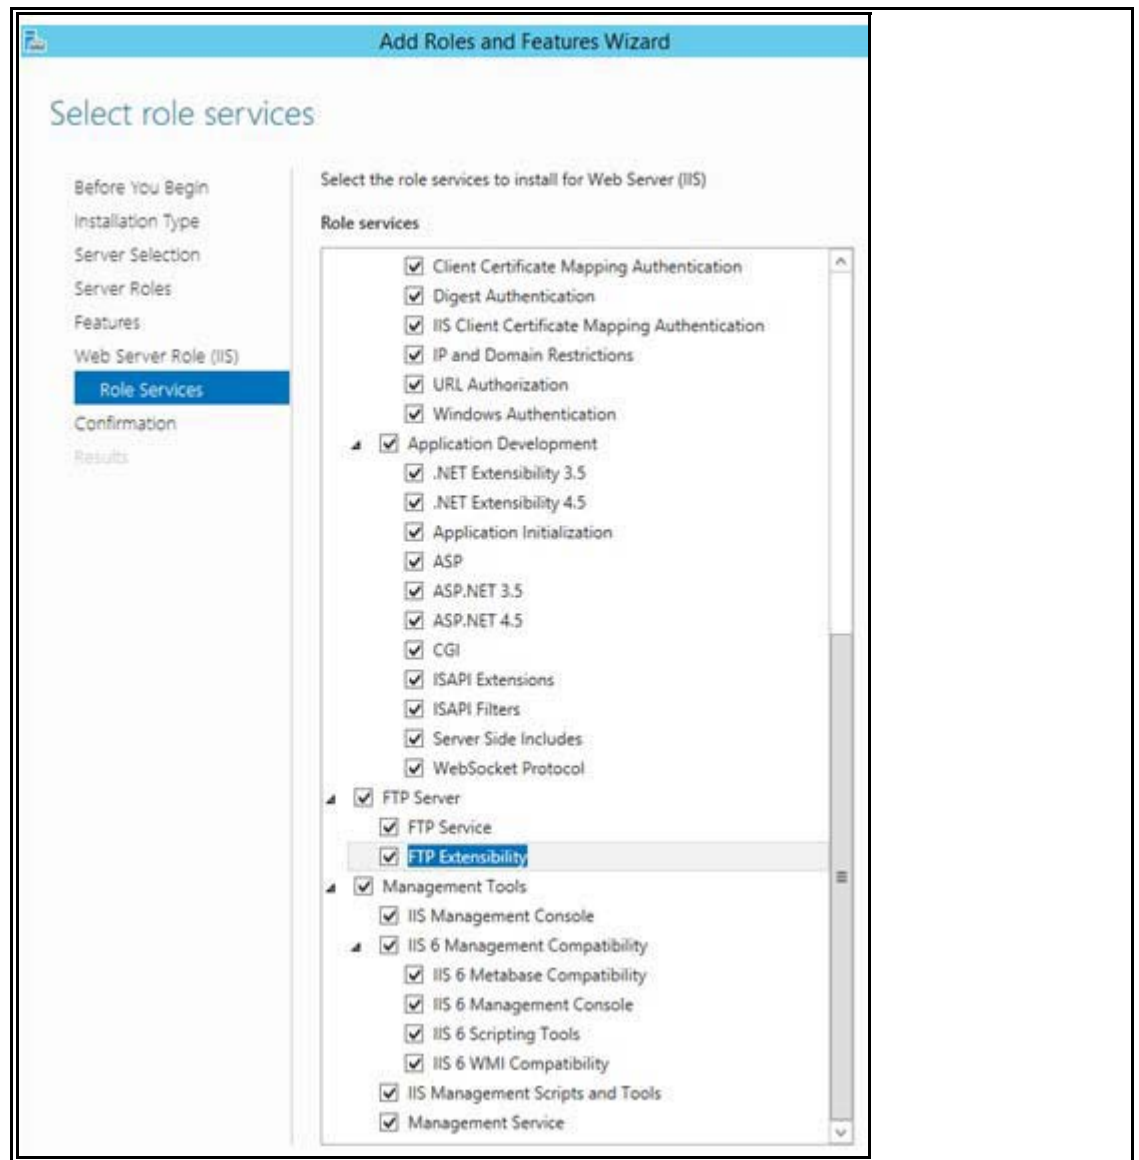 Add Roles and Features Wizard
Select role services
Before You Begin
Installation Type
Server Selection
Server Roles
Features
Web Server Role (IIS)
Role Services
Confirmation
Results
Select the role services to install for Web Server (IIS)
Role services
Client Certificate Mapping Authentication
Digest Authentication
IIS Client Certificate Mapping Authentication
IP and Domain Restrictions
URL Authorization
Windows Authentication
Application Development
.NET Extensibility 3.5
.NET Extensibility 4.5
Application Initialization
ASP
ASP.NET 3.5
ASP.NET 4.5
CGI
ISAPI Extensions
ISAPI Filters
Server Side Includes
WebSocket Protocol
FTP Server
FTP Service
FTP Extensibility
Management Tools
IIS Management Console
IIS 6 Management Compatibility
IIS 6 Metabase Compatibility
IIS 6 Management Console
IIS 6 Scripting Tools
IIS 6 WMI Compatibility
IIS Management Scripts and Tools
Management Service